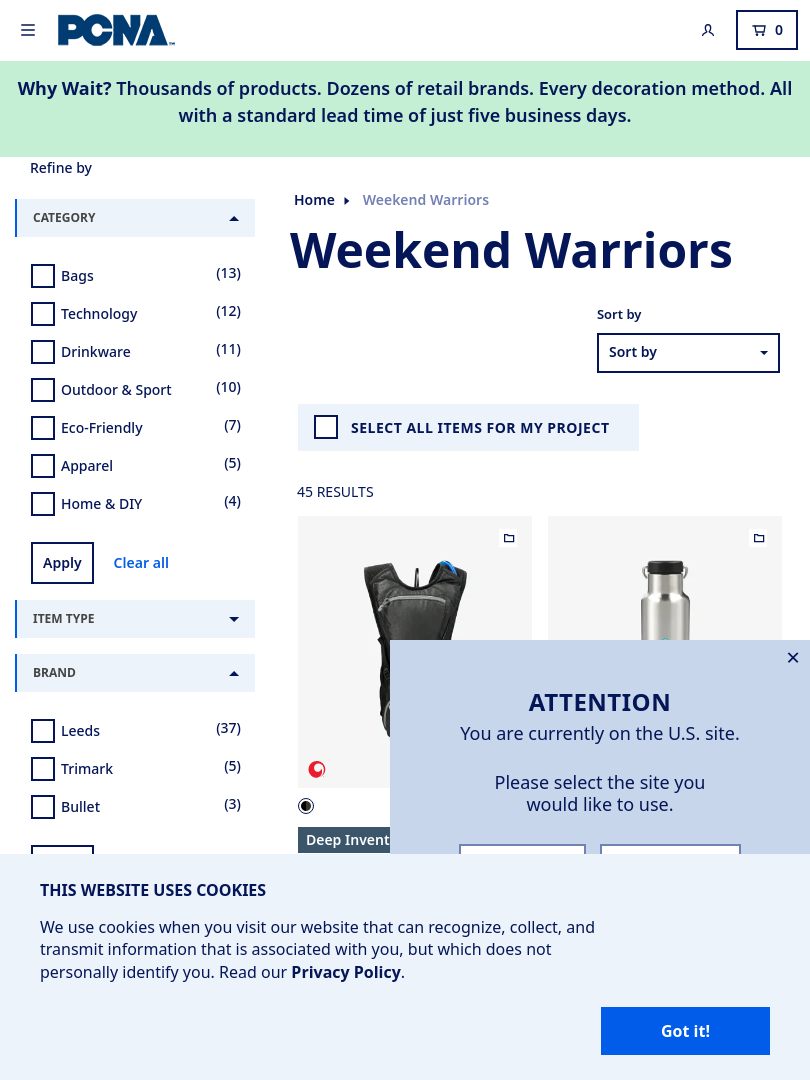 PCNA
0
Why Wait? Thousands of products. Dozens of retail brands. Every decoration method. All
with a standard lead time of just five business days.
Refine by
CATEGORY
Bags (13)
Technology (12)
Drinkware (11)
Outdoor & Sport (10)
Eco-Friendly (7)
Apparel (5)
Home & DIY (4)
Apply Clear all
ITEM TYPE
BRAND
Leeds (37)
Trimark (5)
Bullet (3)
Home Weekend Warriors
Weekend Warriors
Sort by
Sort by
SELECT ALL ITEMS FOR MY PROJECT
45 RESULTS
Deep Invent
ATTENTION
You are currently on the U.S. site.
Please select the site you
would like to use.
THIS WEBSITE USES COOKIES
We use cookies when you visit our website that can recognize, collect, and
transmit information that is associated with you, but which does not
personally identify you. Read our Privacy Policy.
Got it!